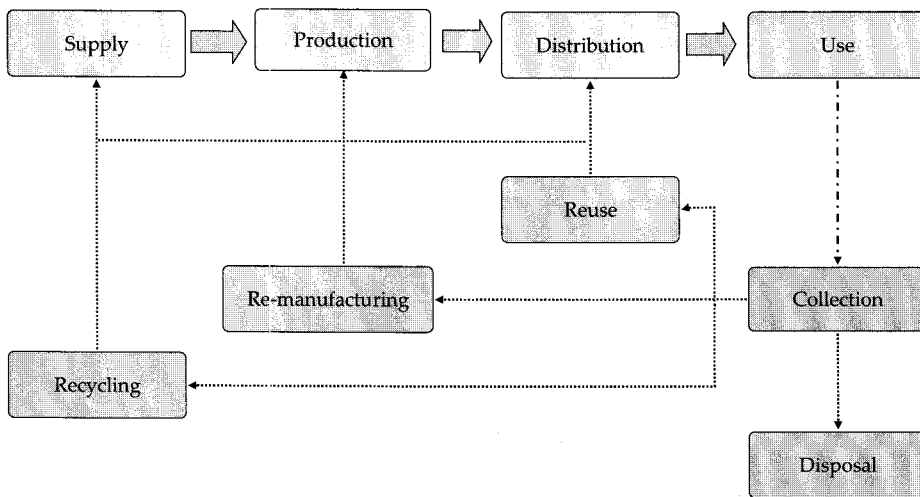 Supply
Production
Distribution
Use
Reuse
Re-manufacturing
Collection
Recycling
Disposal